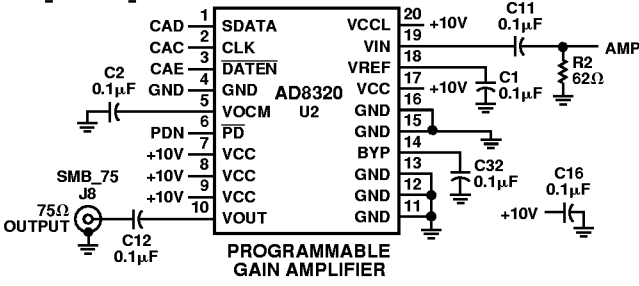 CAD 1 SDATA
CAC 2 CLK
CAE 3 DATEN
GND 4 GND
5 VOCM
PDN 6 PD
+10V 7 VCC
+10V 8 VCC
+10V 9 VCC
10 VOUT
AD8320
U2
VCCL 20 +10V
VIN 19
VREF 18
VCC 17 +10V
GND 16
GND 15
BYP 14
GND 13
GND 12
GND 11
C2
0.1µF
SMB_75
J8
75Ω
OUTPUT
C12
0.1µF
C11
0.1µF
AMP
R2
62Ω
C1
0.1µF
C32
0.1µF
C16
0.1µF
+10V
PROGRAMMABLE
GAIN AMPLIFIER